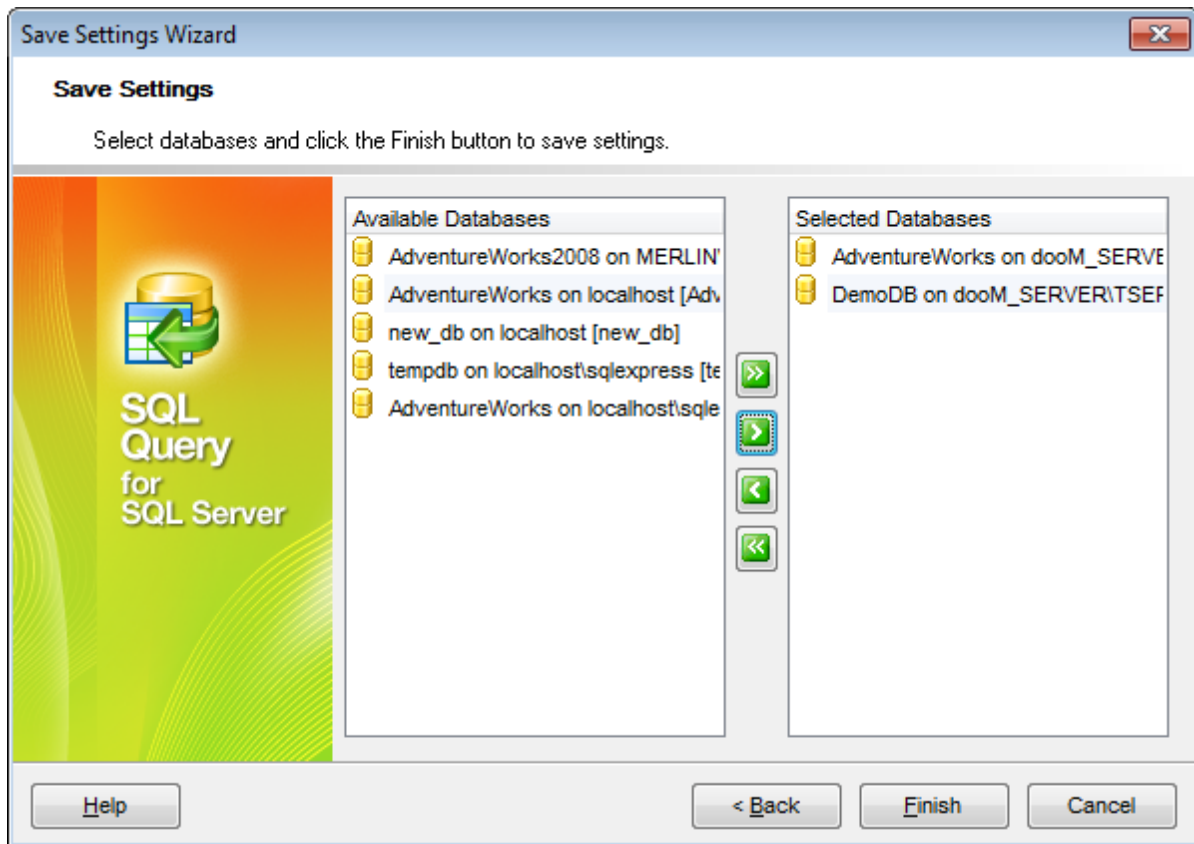 Save Settings Wizard
Save Settings
Select databases and click the Finish button to save settings.
SQL
Query
for
SQL Server
Available Databases
AdventureWorks2008 on MERLIN'
AdventureWorks on localhost [Adv
new_db on localhost [new_db]
tempdb on localhost\sqlexpress [te
AdventureWorks on localhost\sqle
Selected Databases
AdventureWorks on dooM_SERVE
DemoDB on dooM_SERVER\TSER
Help
< Back
Finish
Cancel